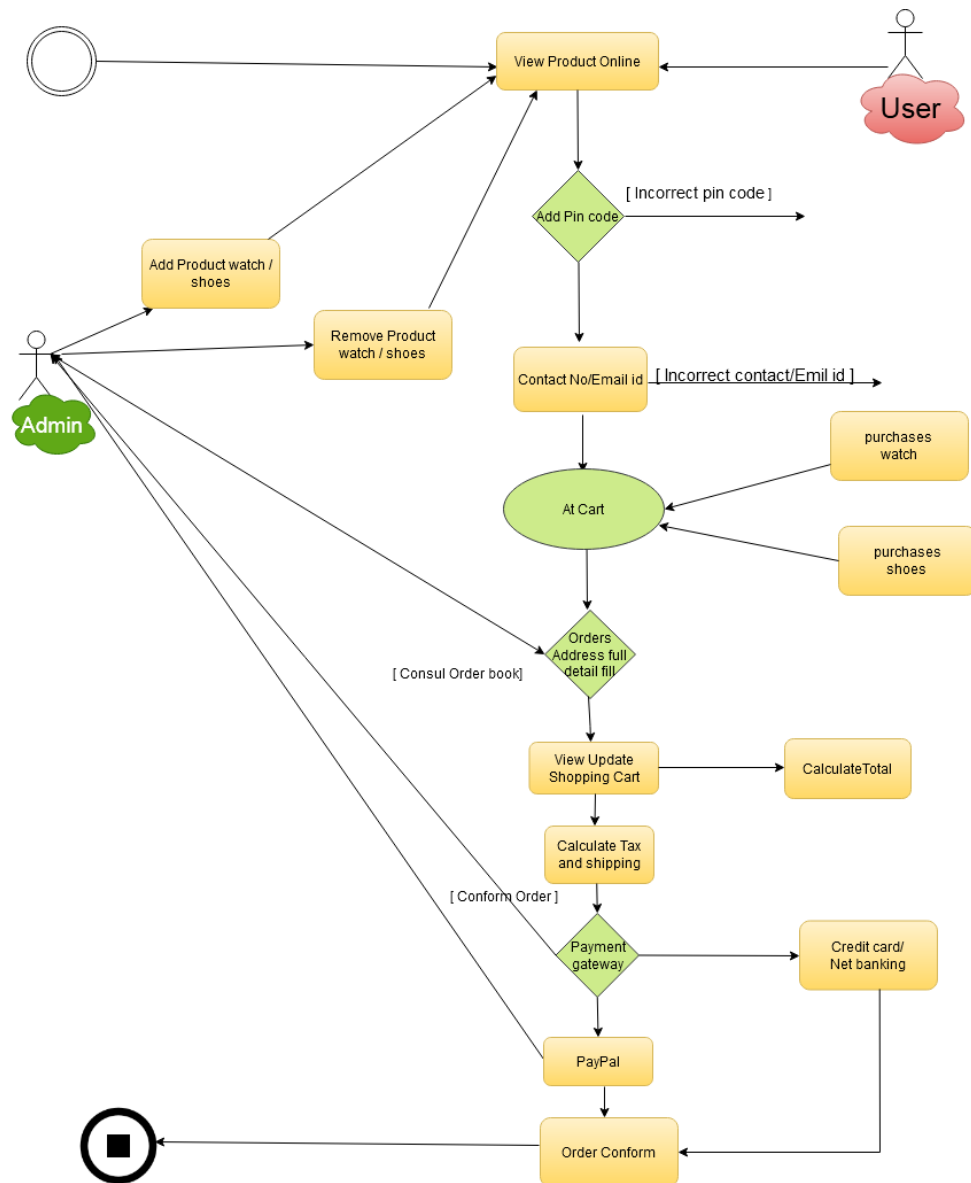 View Product Online
User
[ Incorrect pin code ]
Add Pin code
Add Product watch /
shoes
Remove Product
watch / shoes
Admin
Contact No/Email id
[ Incorrect contact/Emil id ]
purchases
watch
At Cart
purchases
shoes
Orders
Address full
detail fill
[ Consul Order book]
View Update
Shopping Cart
CalculateTotal
Calculate Tax
and shipping
[ Conform Order ]
Payment
gateway
Credit card/
Net banking
PayPal
Order Conform